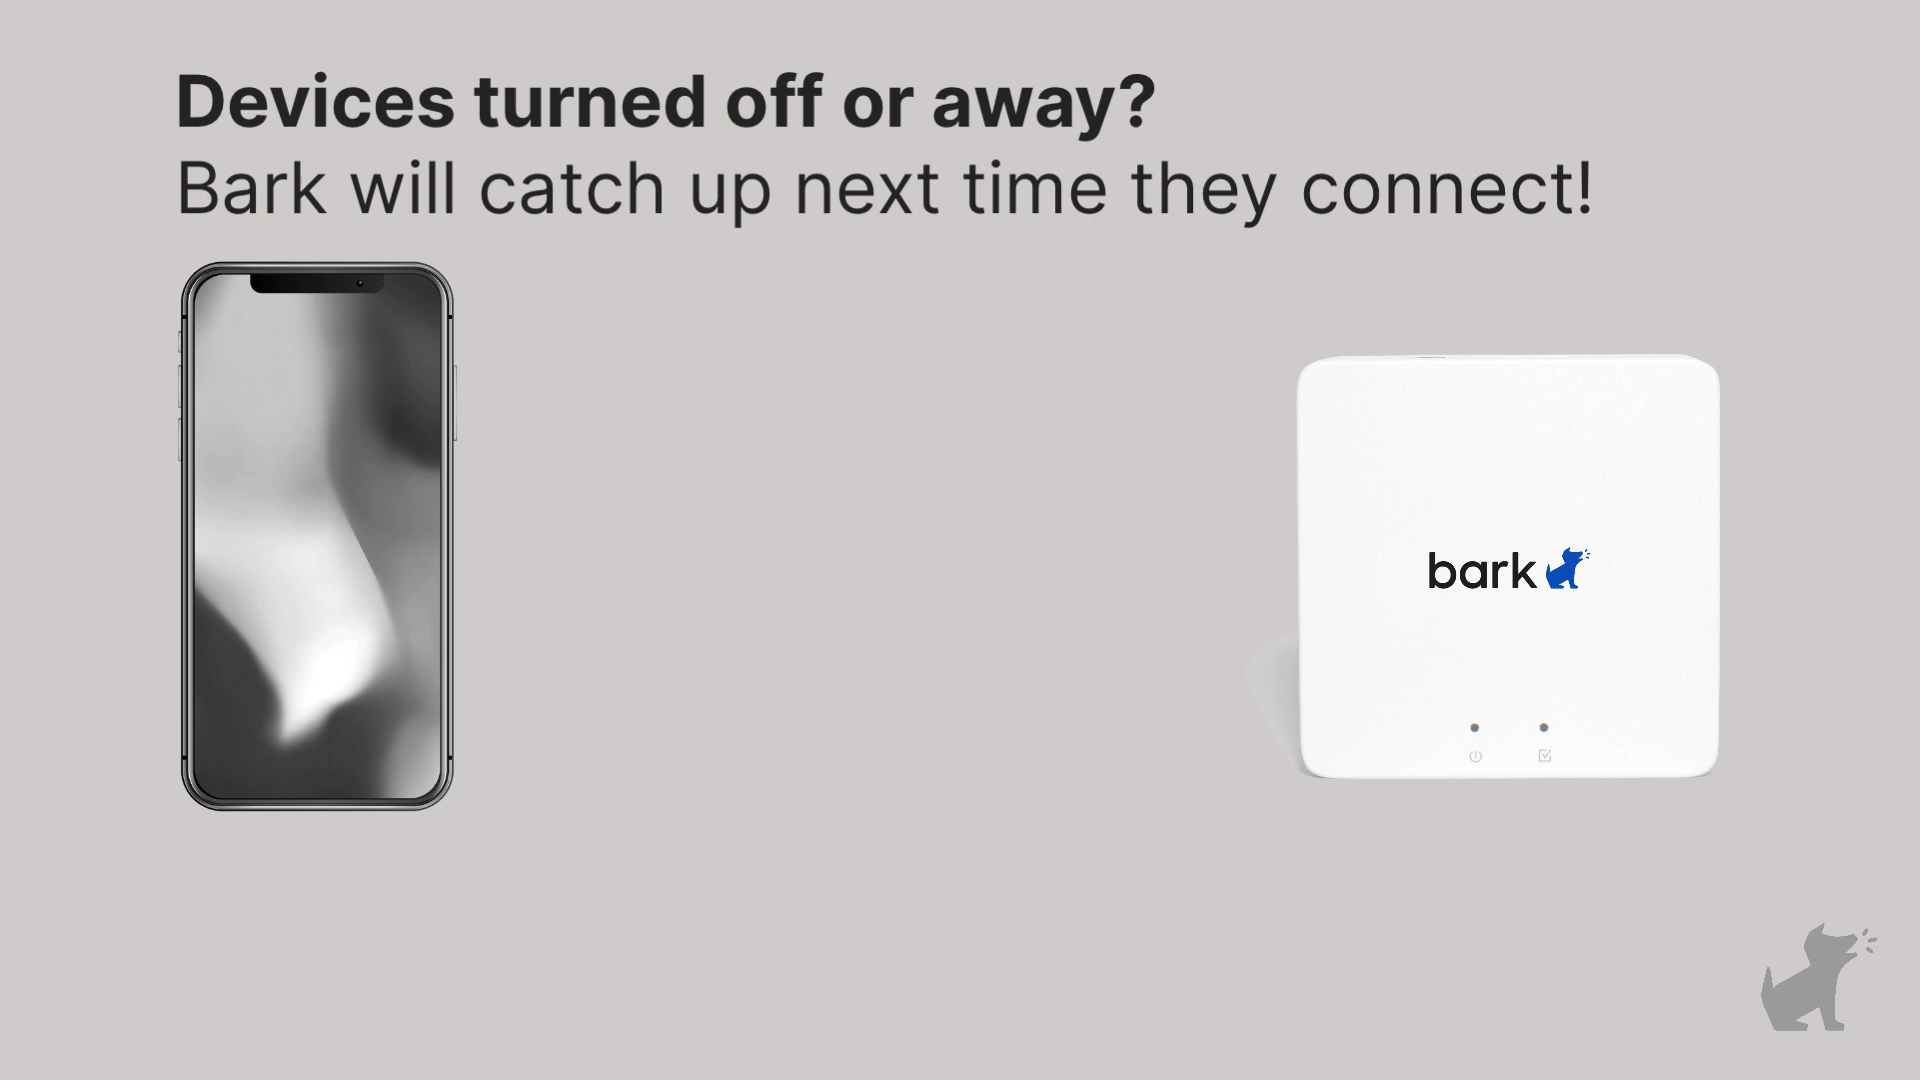 Devices turned off or away?
Bark will catch up next time they connect!
bark